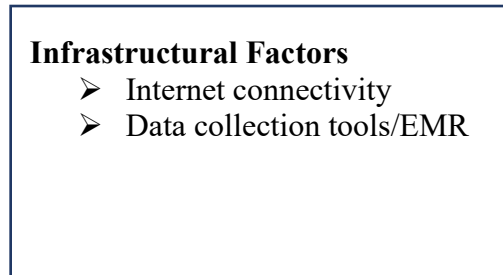 Infrastructural Factors
➢ Internet connectivity
➢ Data collection tools/EMR